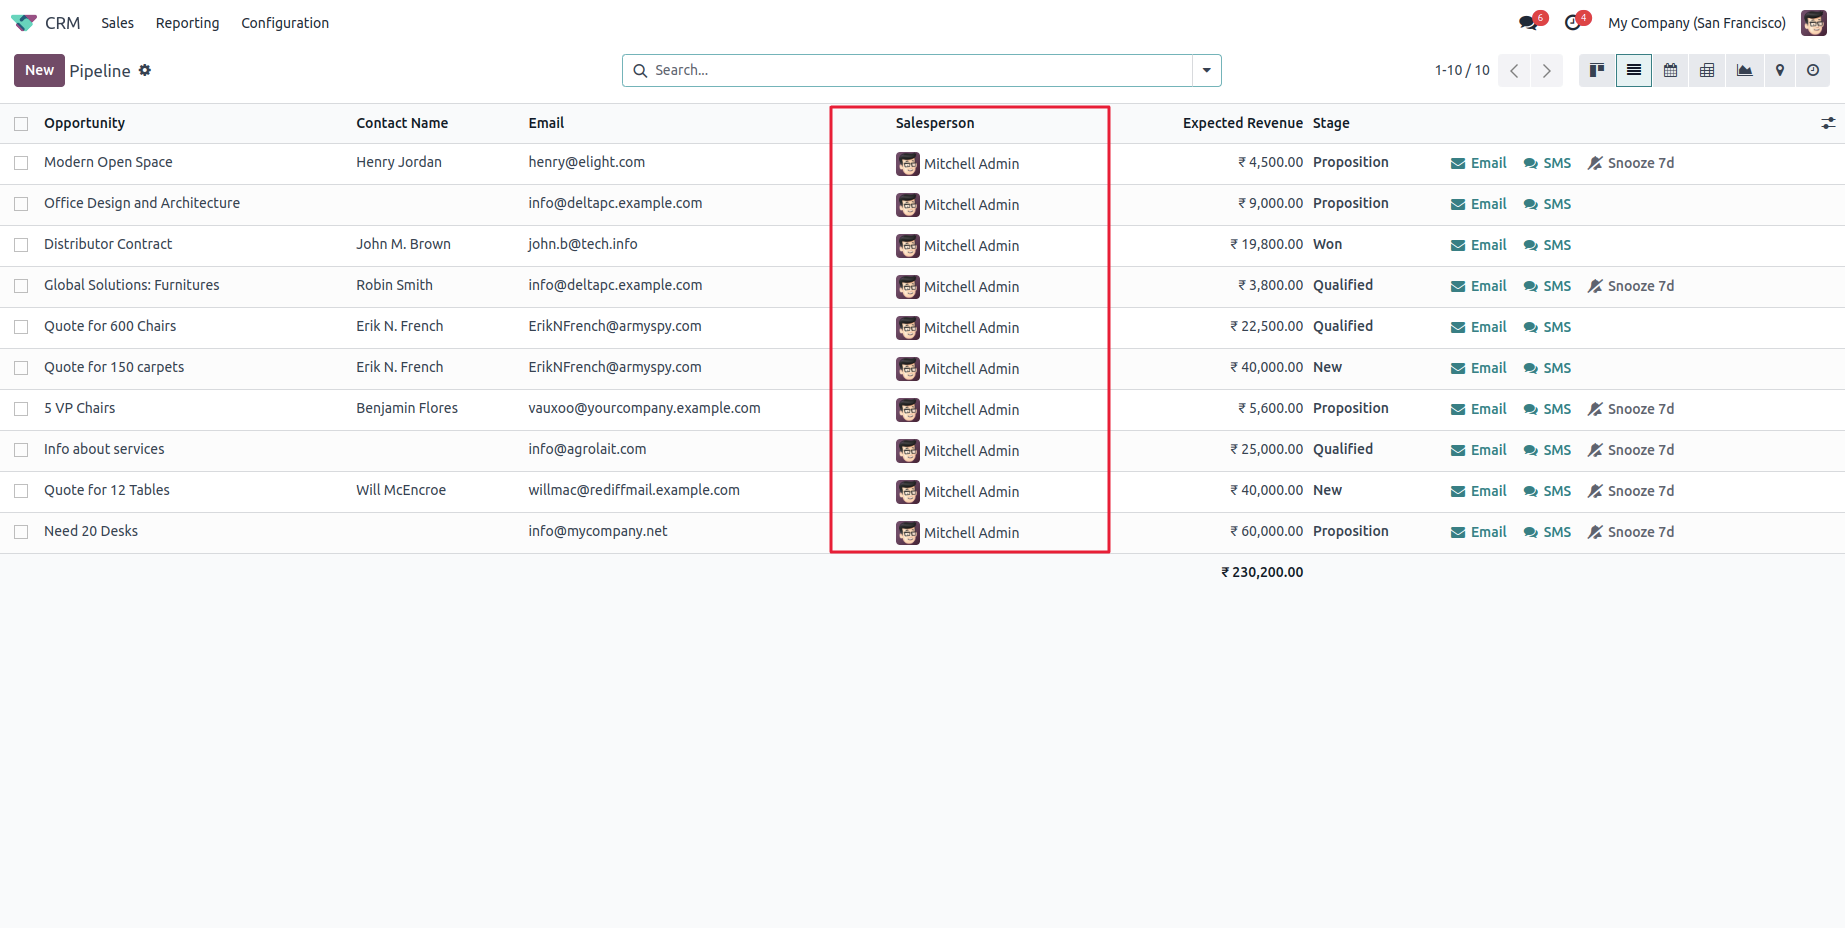 CRM Sales Reporting Configuration 6 4 My Company (San Francisco)
New Pipeline Search... 1-10 / 10
Opportunity Contact Name Email Salesperson Expected Revenue Stage
Modern Open Space Henry Jordan henry@elight.com Mitchell Admin ₹ 4,500.00 Proposition Email SMS Snooze 7d
Office Design and Architecture info@deltapc.example.com Mitchell Admin ₹ 9,000.00 Proposition Email SMS
Distributor Contract John M. Brown john.b@tech.info Mitchell Admin ₹ 19,800.00 Won Email SMS
Global Solutions: Furnitures Robin Smith info@deltapc.example.com Mitchell Admin ₹ 3,800.00 Qualified Email SMS Snooze 7d
Quote for 600 Chairs Erik N. French ErikNFrench@armyspy.com Mitchell Admin ₹ 22,500.00 Qualified Email SMS
Quote for 150 carpets Erik N. French ErikNFrench@armyspy.com Mitchell Admin ₹ 40,000.00 New Email SMS
5 VP Chairs Benjamin Flores vauxoo@yourcompany.example.com Mitchell Admin ₹ 5,600.00 Proposition Email SMS Snooze 7d
Info about services info@agrolait.com Mitchell Admin ₹ 25,000.00 Qualified Email SMS Snooze 7d
Quote for 12 Tables Will McEncroe willmac@rediffmail.example.com Mitchell Admin ₹ 40,000.00 New Email SMS Snooze 7d
Need 20 Desks info@mycompany.net Mitchell Admin ₹ 60,000.00 Proposition Email SMS Snooze 7d
₹ 230,200.00